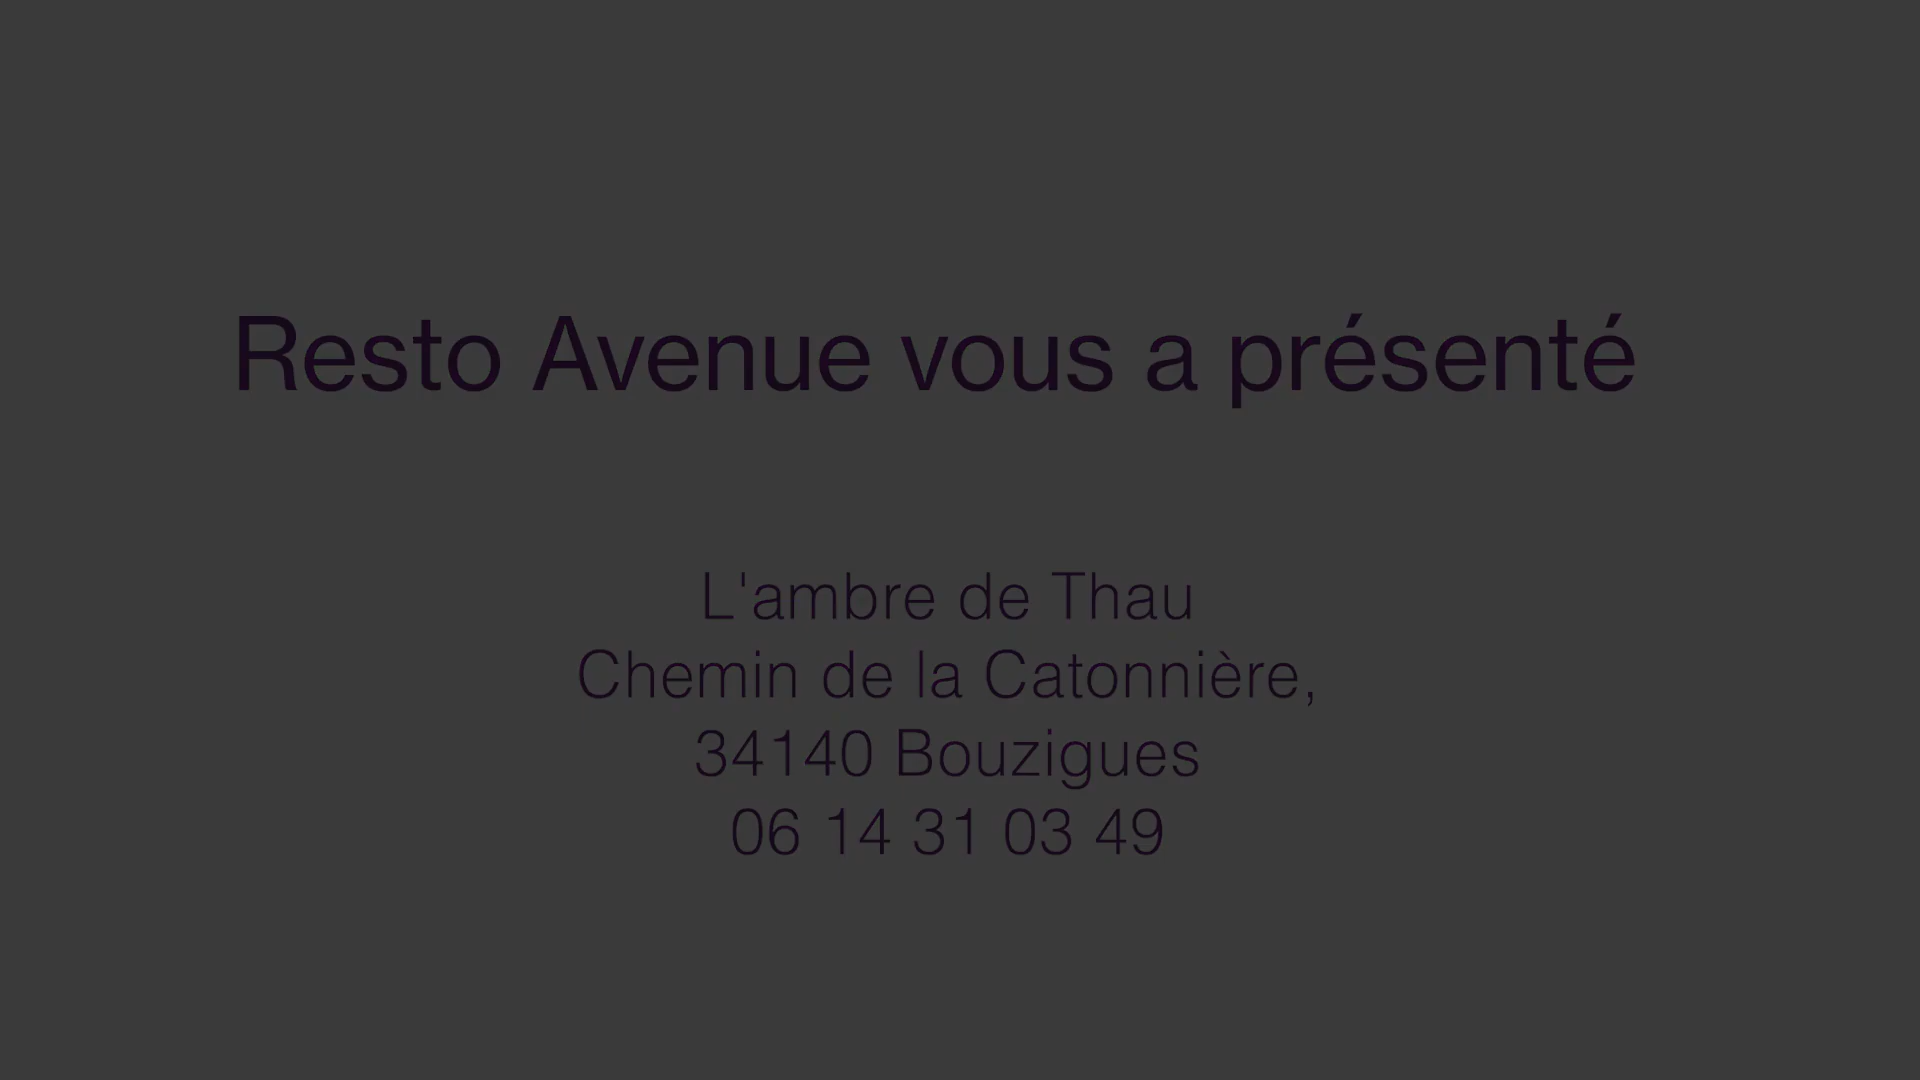 Resto Avenue vous a présenté
L'ambre de Thau
Chemin de la Catonnière,
34140 Bouzigues
06 14 31 03 49